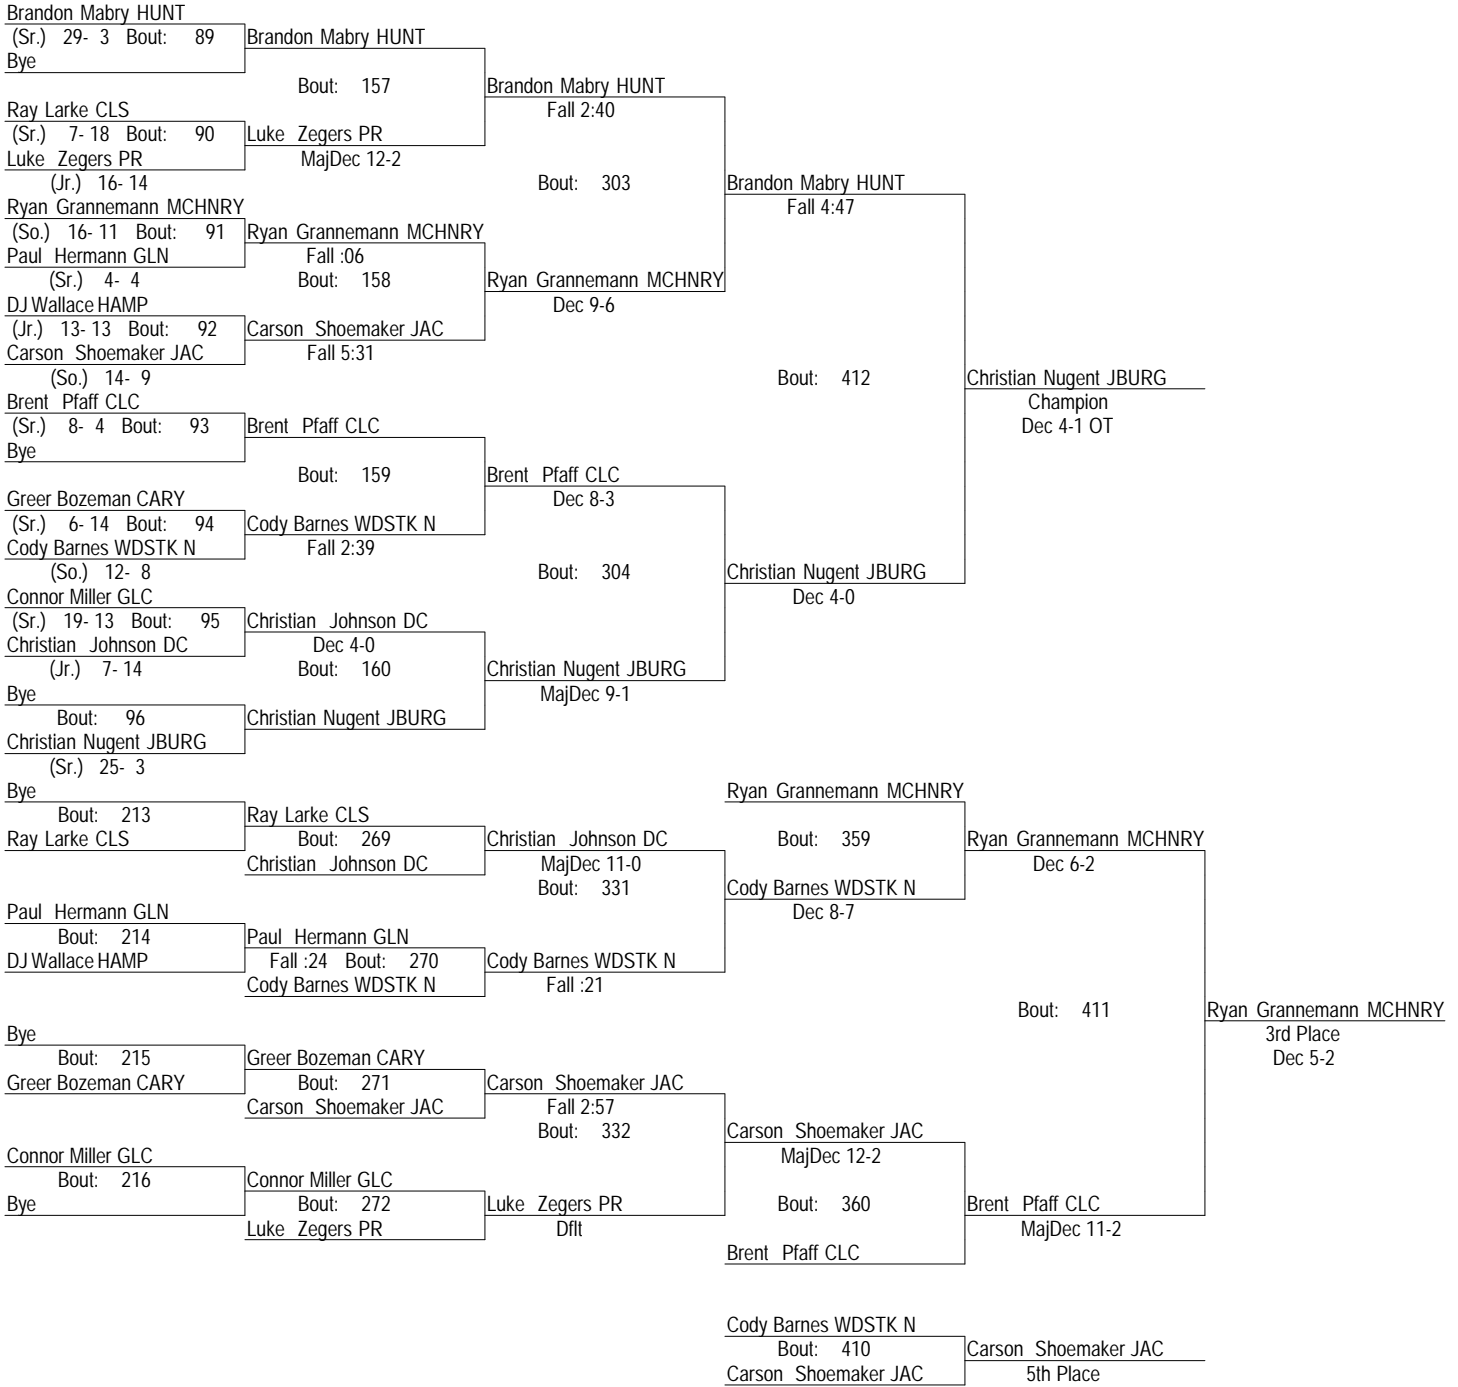 Brandon Mabry HUNT
(Sr.) 29- 3 Bout: 89 Brandon Mabry HUNT
Bye
Bout: 157 Brandon Mabry HUNT
Ray Larke CLS Fall 2:40
(Sr.) 7- 18 Bout: 90 Luke Zegers PR
Luke Zegers PR MajDec 12-2
(Jr.) 16- 14 Bout: 303 Brandon Mabry HUNT
Ryan Grannemann MCHNRY Fall 4:47
(So.) 16- 11 Bout: 91 Ryan Grannemann MCHNRY
Paul Hermann GLN Fall :06
(Sr.) 4- 4 Bout: 158 Ryan Grannemann MCHNRY
DJ Wallace HAMP Dec 9-6
(Jr.) 13- 13 Bout: 92 Carson Shoemaker JAC
Carson Shoemaker JAC Fall 5:31
(So.) 14- 9 Bout: 412 Christian Nugent JBURG
Brent Pfaff CLC Champion
(Sr.) 8- 4 Bout: 93 Brent Pfaff CLC Dec 4-1 OT
Bye
Bout: 159 Brent Pfaff CLC
Greer Bozeman CARY Dec 8-3
(Sr.) 6- 14 Bout: 94 Cody Barnes WDSTK N
Cody Barnes WDSTK N Fall 2:39
(So.) 12- 8 Bout: 304 Christian Nugent JBURG
Connor Miller GLC Dec 4-0
(Sr.) 19- 13 Bout: 95 Christian Johnson DC
Christian Johnson DC Dec 4-0
(Jr.) 7- 14 Bout: 160 Christian Nugent JBURG
Bye MajDec 9-1
Bout: 96 Christian Nugent JBURG
Christian Nugent JBURG
(Sr.) 25- 3
Bye Ryan Grannemann MCHNRY
Bout: 213 Ray Larke CLS
Ray Larke CLS Bout: 269 Christian Johnson DC Bout: 359 Ryan Grannemann MCHNRY
Christian Johnson DC MajDec 11-0 Dec 6-2
Bout: 331 Cody Barnes WDSTK N
Paul Hermann GLN Dec 8-7
Bout: 214 Paul Hermann GLN
DJ Wallace HAMP Fall :24 Bout: 270 Cody Barnes WDSTK N
Cody Barnes WDSTK N Fall :21
Bout: 411 Ryan Grannemann MCHNRY
Bye 3rd Place
Bout: 215 Greer Bozeman CARY Dec 5-2
Greer Bozeman CARY Bout: 271 Carson Shoemaker JAC
Carson Shoemaker JAC Fall 2:57
Bout: 332 Carson Shoemaker JAC
Connor Miller GLC MajDec 12-2
Bout: 216 Connor Miller GLC
Bye Bout: 272 Luke Zegers PR Bout: 360 Brent Pfaff CLC
Luke Zegers PR Dflt MajDec 11-2
Brent Pfaff CLC
Cody Barnes WDSTK N
Bout: 410 Carson Shoemaker JAC
Carson Shoemaker JAC 5th Place